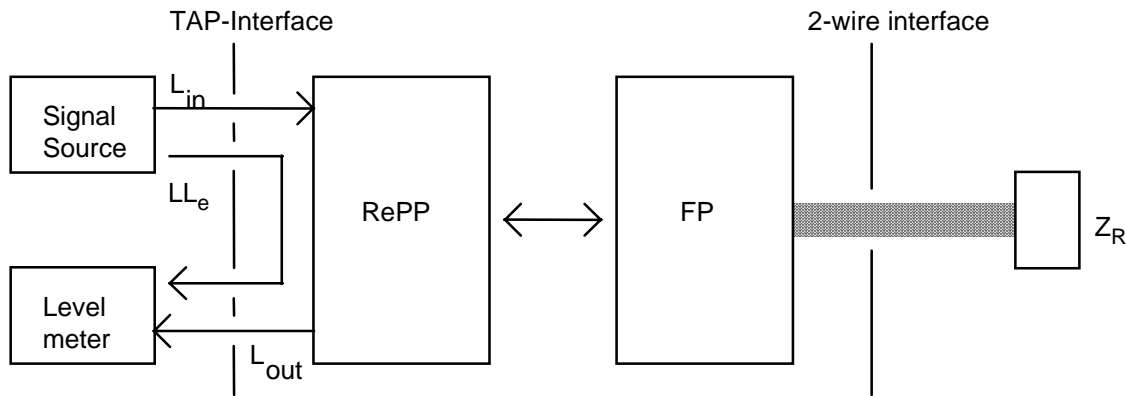 TAP-Interface
2-wire interface
Signal
Source
Lin
LLe
RePP
FP
ZR
Level
meter
Lout